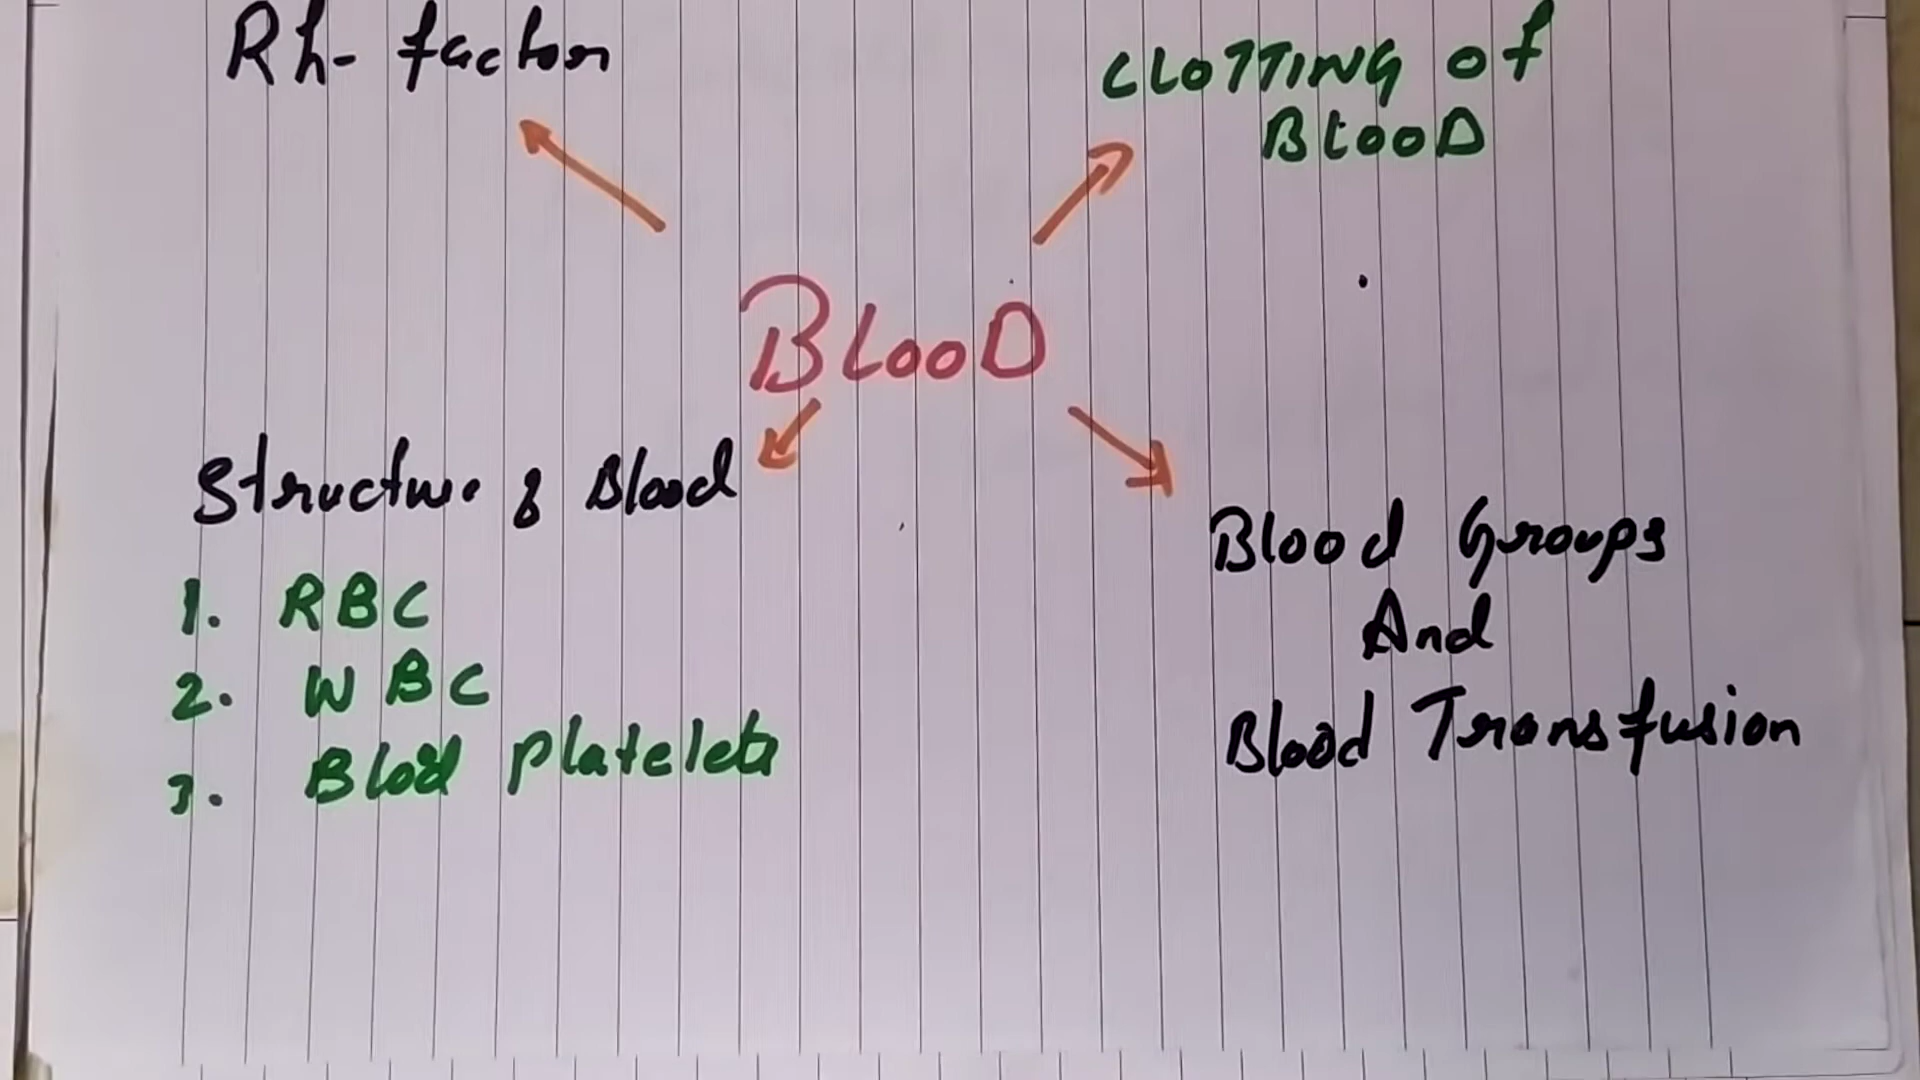 Rh- factor
CLOTTING of
BLOOD
BLOOD
Structure & Blood
1. RBC
2. WBC
3. Blood Platelets
Blood Groups
And
Blood Transfusion